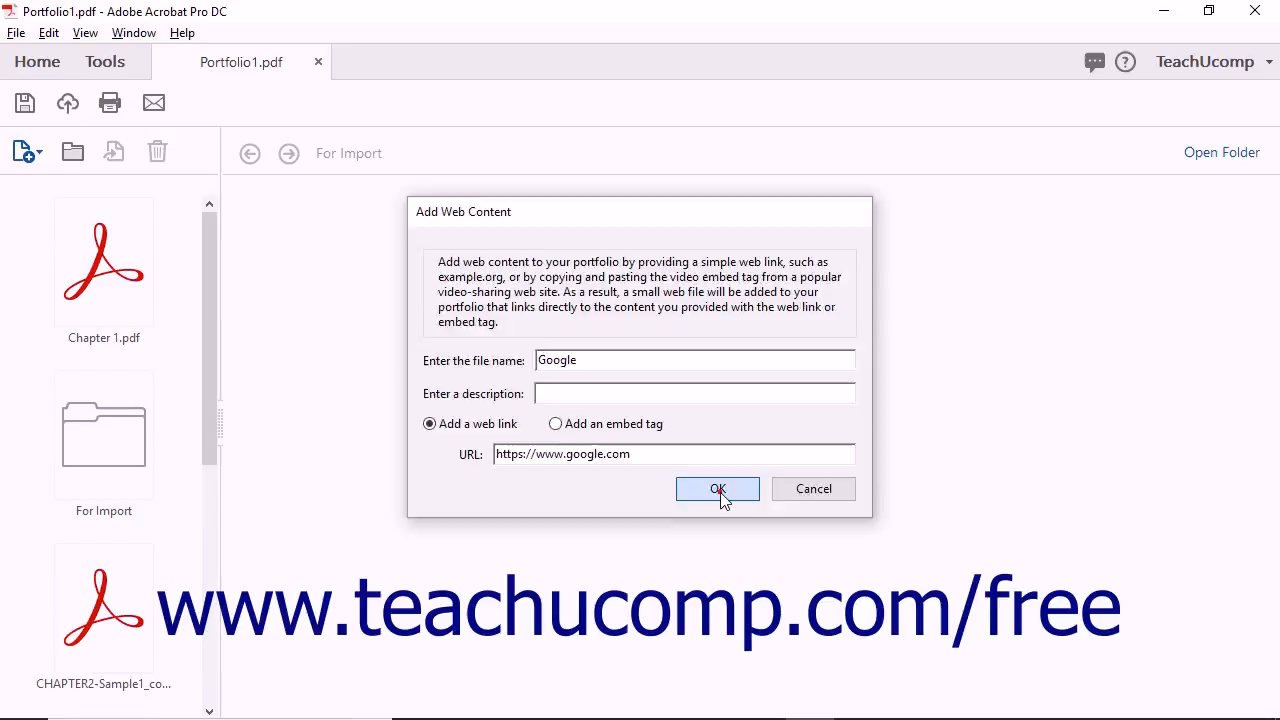 Portfolio1.pdf - Adobe Acrobat Pro DC
File Edit View Window Help
Home Tools Portfolio1.pdf × TeachUcomp
For Import Open Folder
Add Web Content
Add web content to your portfolio by providing a simple web link, such as
example.org, or by copying and pasting the video embed tag from a popular
video-sharing web site. As a result, a small web file will be added to your
portfolio that links directly to the content you provided with the web link or
embed tag.
Enter the file name: Google
Enter a description:
Add a web link Add an embed tag
URL: https://www.google.com
OK Cancel
Chapter 1.pdf
For Import
www.teachucomp.com/free
CHAPTER2-Sample1_co...